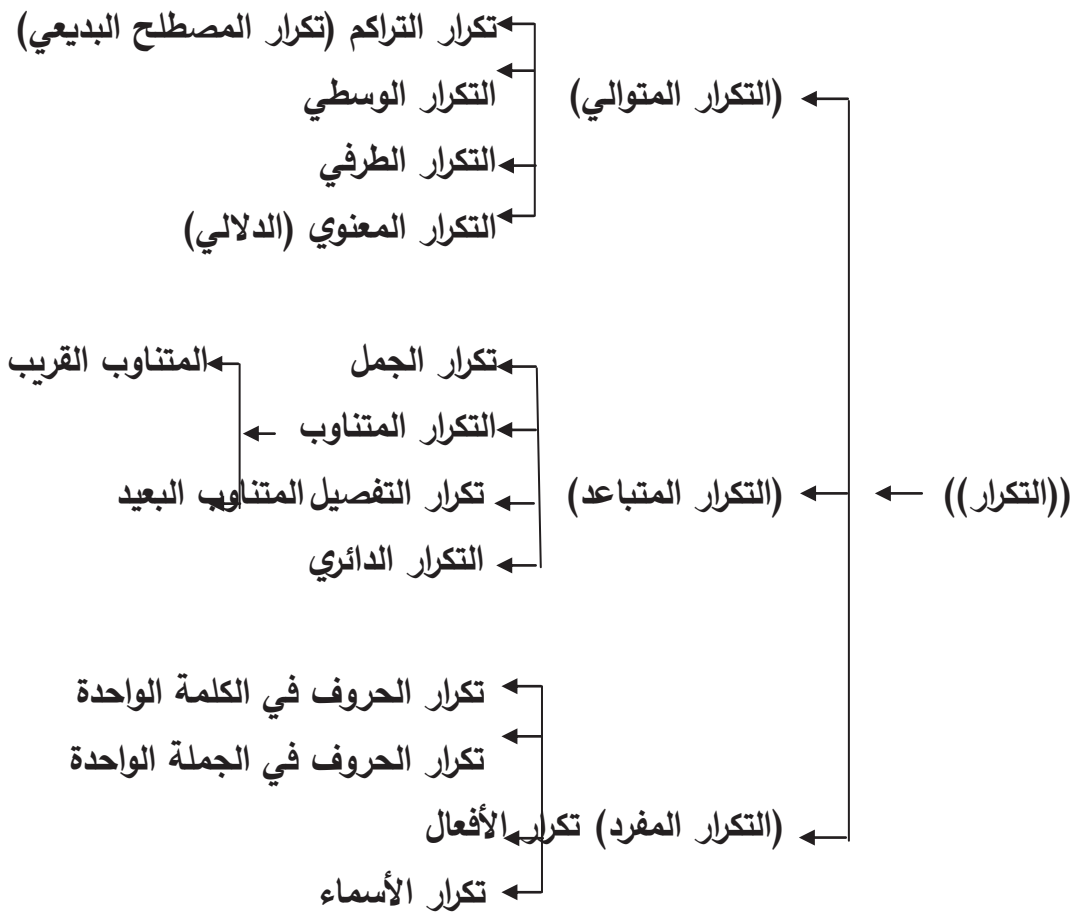 تكرار التراكم (تكرار المصطلح البديعي)
(التكرار المتوالي) التكرار الوسطي
التكرار الطرفي
التكرار المعنوي (الدلالي)
تكرار الجمل المتناوب القريب
التكرار المتناوب
((التكرار)) (التكرار المتباعد) تكرار التفصيل المتناوب البعيد
التكرار الدائري
تكرار الحروف في الكلمة الواحدة
تكرار الحروف في الجملة الواحدة
(التكرار المفرد) تكرار الأفعال
تكرار الأسماء